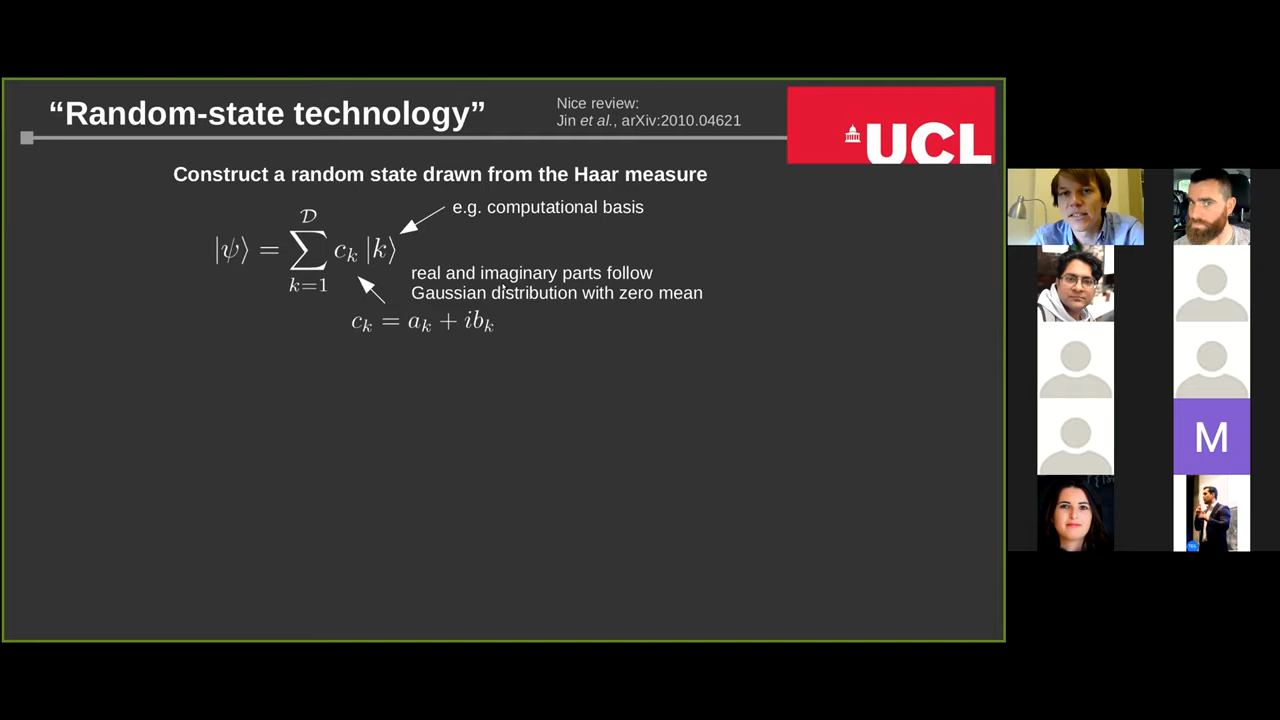 “Random-state technology”
Nice review:
Jin et al., arXiv:2010.04621
UCL
Construct a random state drawn from the Haar measure
e.g. computational basis
|ψ⟩ = ∑_{k=1}^{𝒟} c_k |k⟩
real and imaginary parts follow
Gaussian distribution with zero mean
c_k = a_k + ib_k
M